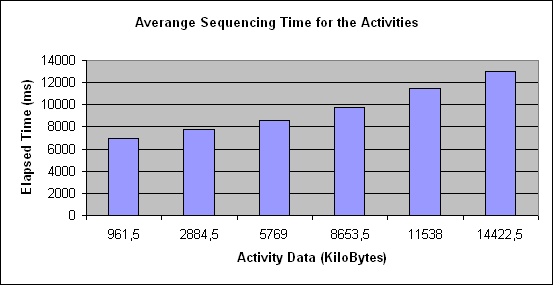 Averange Sequencing Time for the Activities
14000
12000
10000
8000
6000
4000
2000
0
Elapsed Time (ms)
961,5 2884,5 5769 8653,5 11538 14422,5
Activity Data (KiloBytes)